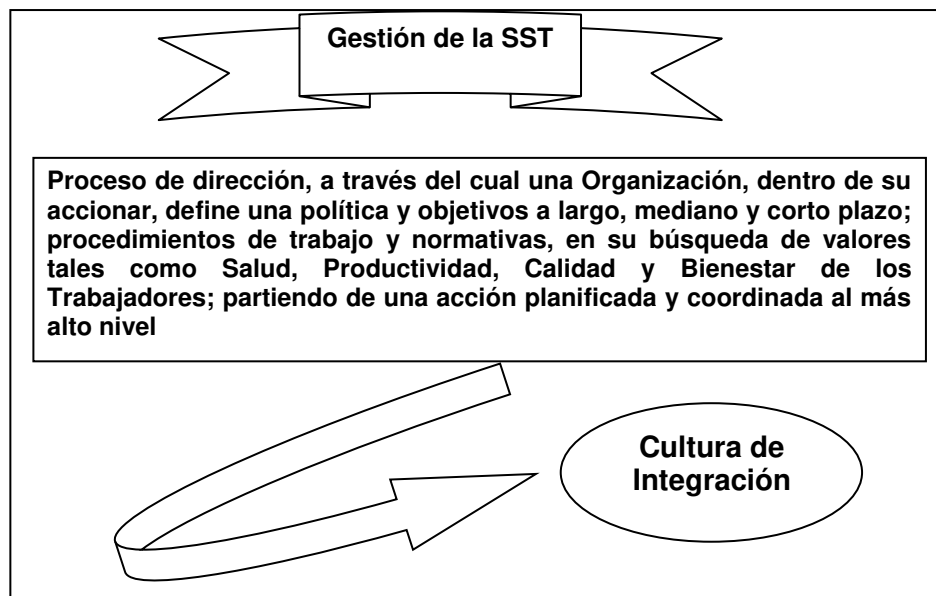 Gestión de la SST
Proceso de dirección, a través del cual una Organización, dentro de su
accionar, define una política y objetivos a largo, mediano y corto plazo;
procedimientos de trabajo y normativas, en su búsqueda de valores
tales como Salud, Productividad, Calidad y Bienestar de los
Trabajadores; partiendo de una acción planificada y coordinada al más
alto nivel
Cultura de
Integración